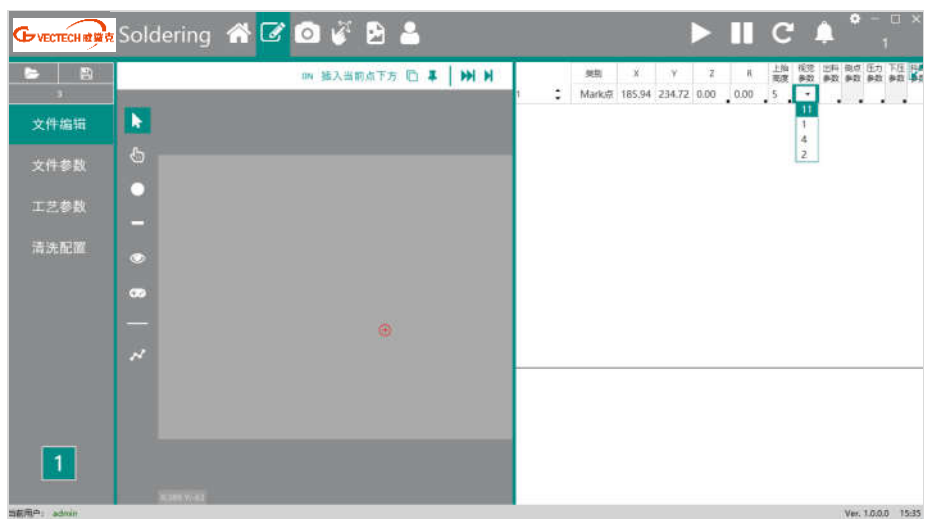 VECTECH 威黛克 Soldering
1
3
ON 插入当前点下方
类别 X Y Z R 上抬高度 视觉参数 出料参数 侧点参数 压力参数 下压参数
1 Mark点 185.94 234.72 0.00 0.00 5
11
1
4
2
文件编辑
文件参数
工艺参数
清洗配置
1
当前用户: admin
Ver. 1.0.0.0 15:35